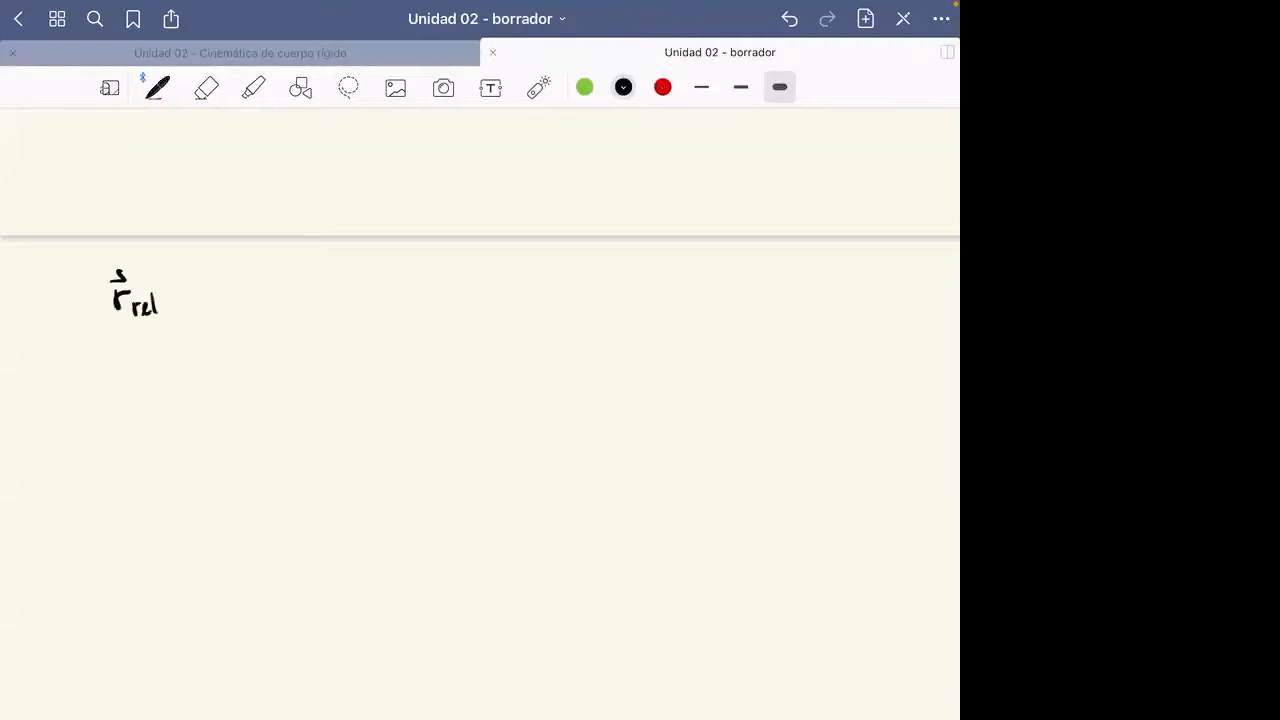 Unidad 02 - borrador
Unidad 02 - Cinemática de cuerpo rígido
Unidad 02 - borrador
T
r⃗rel